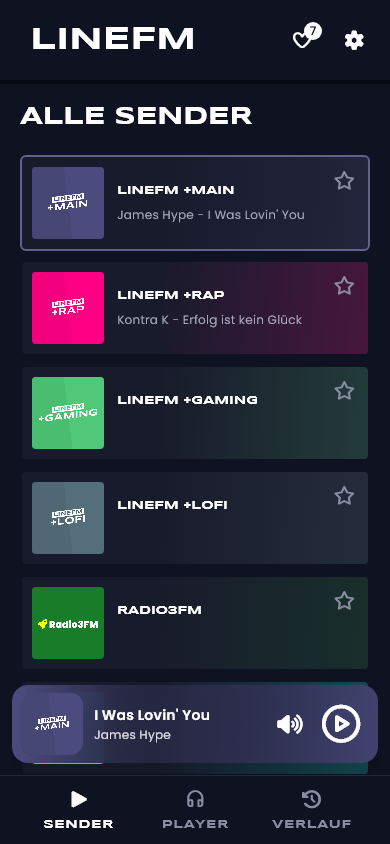 LINEFM
7
ALLE SENDER
LINEFM
+MAIN
LINEFM +MAIN
James Hype - I Was Lovin' You
LINEFM
+RAP
LINEFM +RAP
Kontra K - Erfolg ist kein Glück
LINEFM
+GAMING
LINEFM +GAMING
LINEFM
+LOFI
LINEFM +LOFI
Radio3FM
RADIO3FM
LINEFM
+MAIN
I Was Lovin' You
James Hype
SENDER
PLAYER
VERLAUF